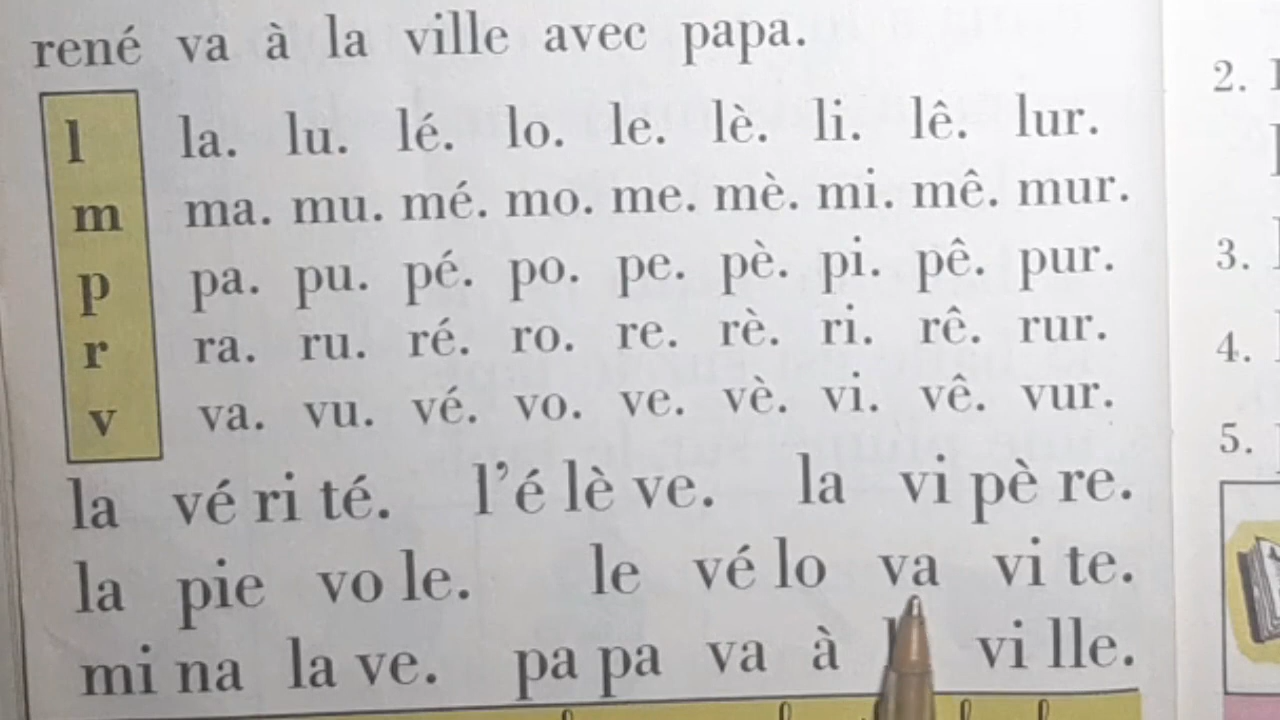 rené va à la ville avec papa.
l la. lu. lé. lo. le. lè. li. lê. lur.
m ma. mu. mé. mo. me. mè. mi. mê. mur.
p pa. pu. pé. po. pe. pè. pi. pê. pur.
r ra. ru. ré. ro. re. rè. ri. rê. rur.
v va. vu. vé. vo. ve. vè. vi. vê. vur.
la vé ri té. l'é lè ve. la vi pè re.
la pie vo le. le vé lo va vi te.
mi na la ve. pa pa va à vi lle.
2.
3.
4.
5.